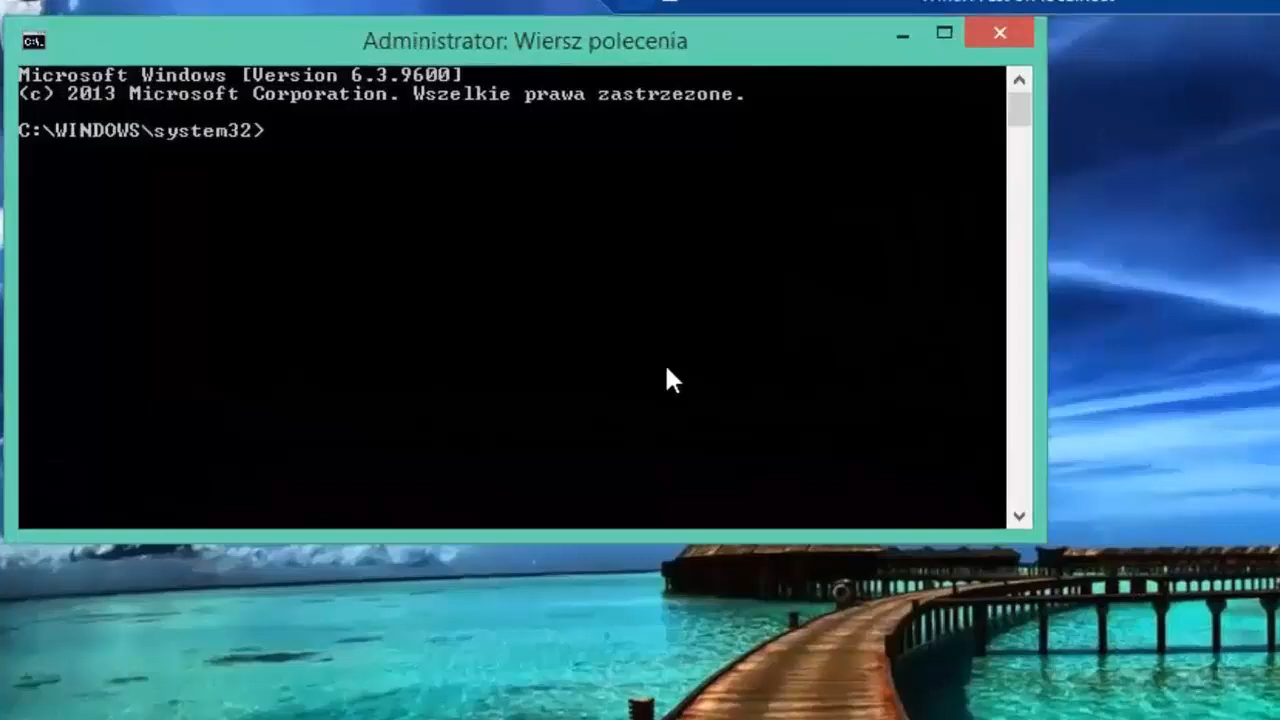 Administrator: Wiersz polecenia
Microsoft Windows [Version 6.3.9600]
(c) 2013 Microsoft Corporation. Wszelkie prawa zastrzezone.
C:\WINDOWS\system32>